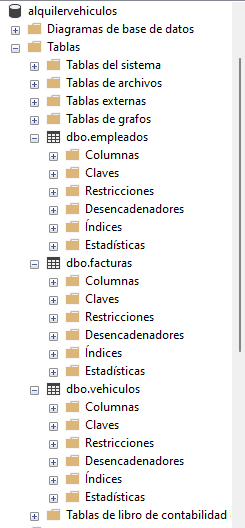 alquilervehiculos
Diagramas de base de datos
Tablas
Tablas del sistema
Tablas de archivos
Tablas externas
Tablas de grafos
dbo.empleados
Columnas
Claves
Restricciones
Desencadenadores
Índices
Estadísticas
dbo.facturas
Columnas
Claves
Restricciones
Desencadenadores
Índices
Estadísticas
dbo.vehiculos
Columnas
Claves
Restricciones
Desencadenadores
Índices
Estadísticas
Tablas de libro de contabilidad